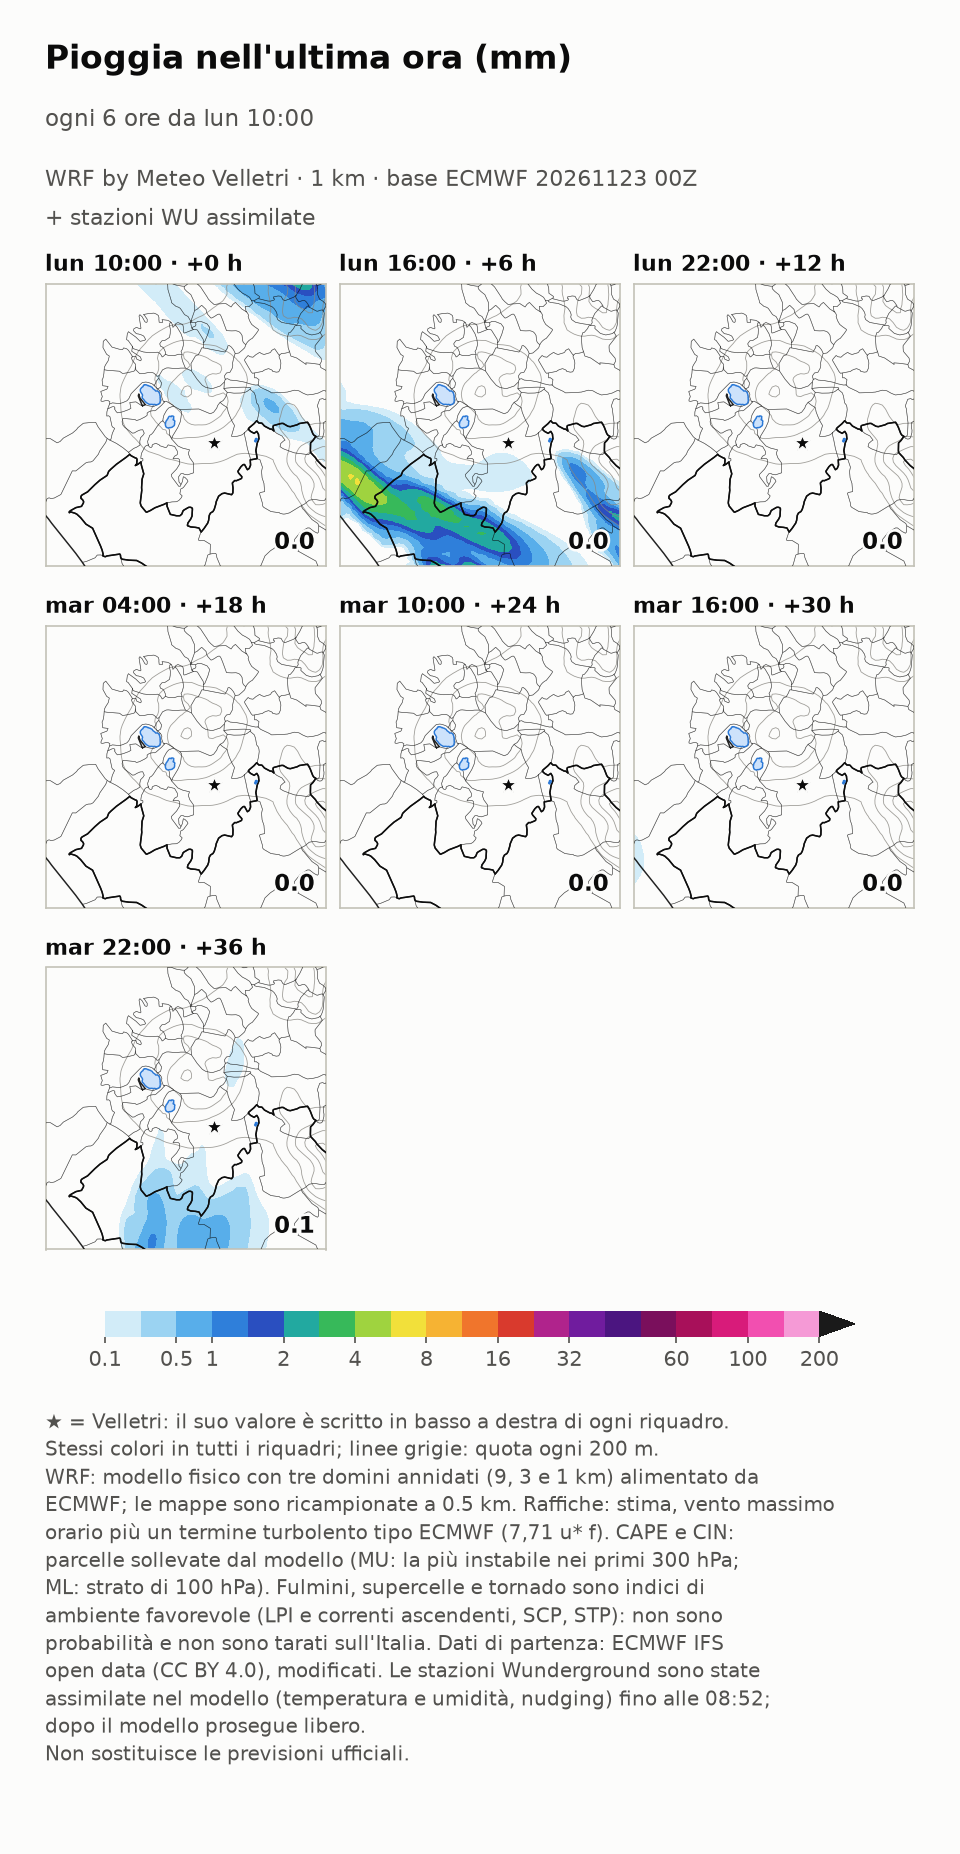 Pioggia nell'ultima ora (mm)
ogni 6 ore da lun 10:00
WRF by Meteo Velletri · 1 km · base ECMWF 20261123 00Z
+ stazioni WU assimilate
lun 10:00 · +0 h
lun 16:00 · +6 h
lun 22:00 · +12 h
0.0
0.0
0.0
mar 04:00 · +18 h
mar 10:00 · +24 h
mar 16:00 · +30 h
0.0
0.0
0.0
mar 22:00 · +36 h
0.1
0.1 0.5 1 2 4 8 16 32 60 100 200
★ = Velletri: il suo valore è scritto in basso a destra di ogni riquadro.
Stessi colori in tutti i riquadri; linee grigie: quota ogni 200 m.
WRF: modello fisico con tre domini annidati (9, 3 e 1 km) alimentato da
ECMWF; le mappe sono ricampionate a 0.5 km. Raffiche: stima, vento massimo
orario più un termine turbolento tipo ECMWF (7,71 u* f). CAPE e CIN:
parcelle sollevate dal modello (MU: la più instabile nei primi 300 hPa;
ML: strato di 100 hPa). Fulmini, supercelle e tornado sono indici di
ambiente favorevole (LPI e correnti ascendenti, SCP, STP): non sono
probabilità e non sono tarati sull'Italia. Dati di partenza: ECMWF IFS
open data (CC BY 4.0), modificati. Le stazioni Wunderground sono state
assimilate nel modello (temperatura e umidità, nudging) fino alle 08:52;
dopo il modello prosegue libero.
Non sostituisce le previsioni ufficiali.